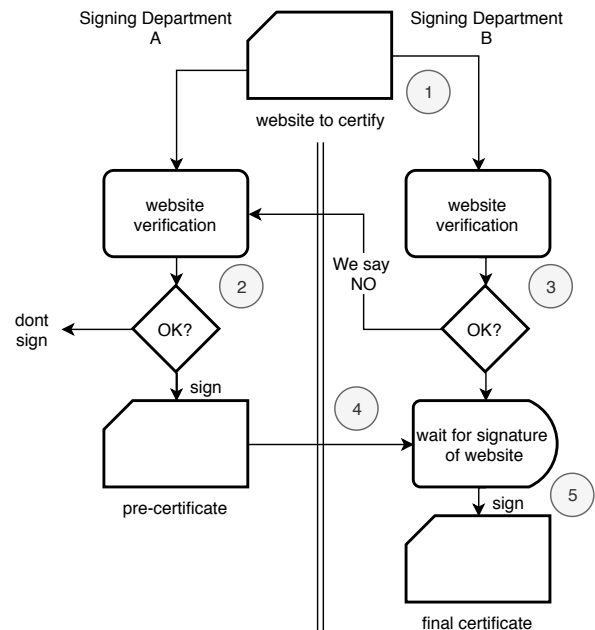 Signing Department
A
Signing Department
B
1
website to certify
website
verification
website
verification
We say
NO
2
3
dont
sign
OK?
OK?
sign
4
wait for signature
of website
pre-certificate
5
sign
final certificate